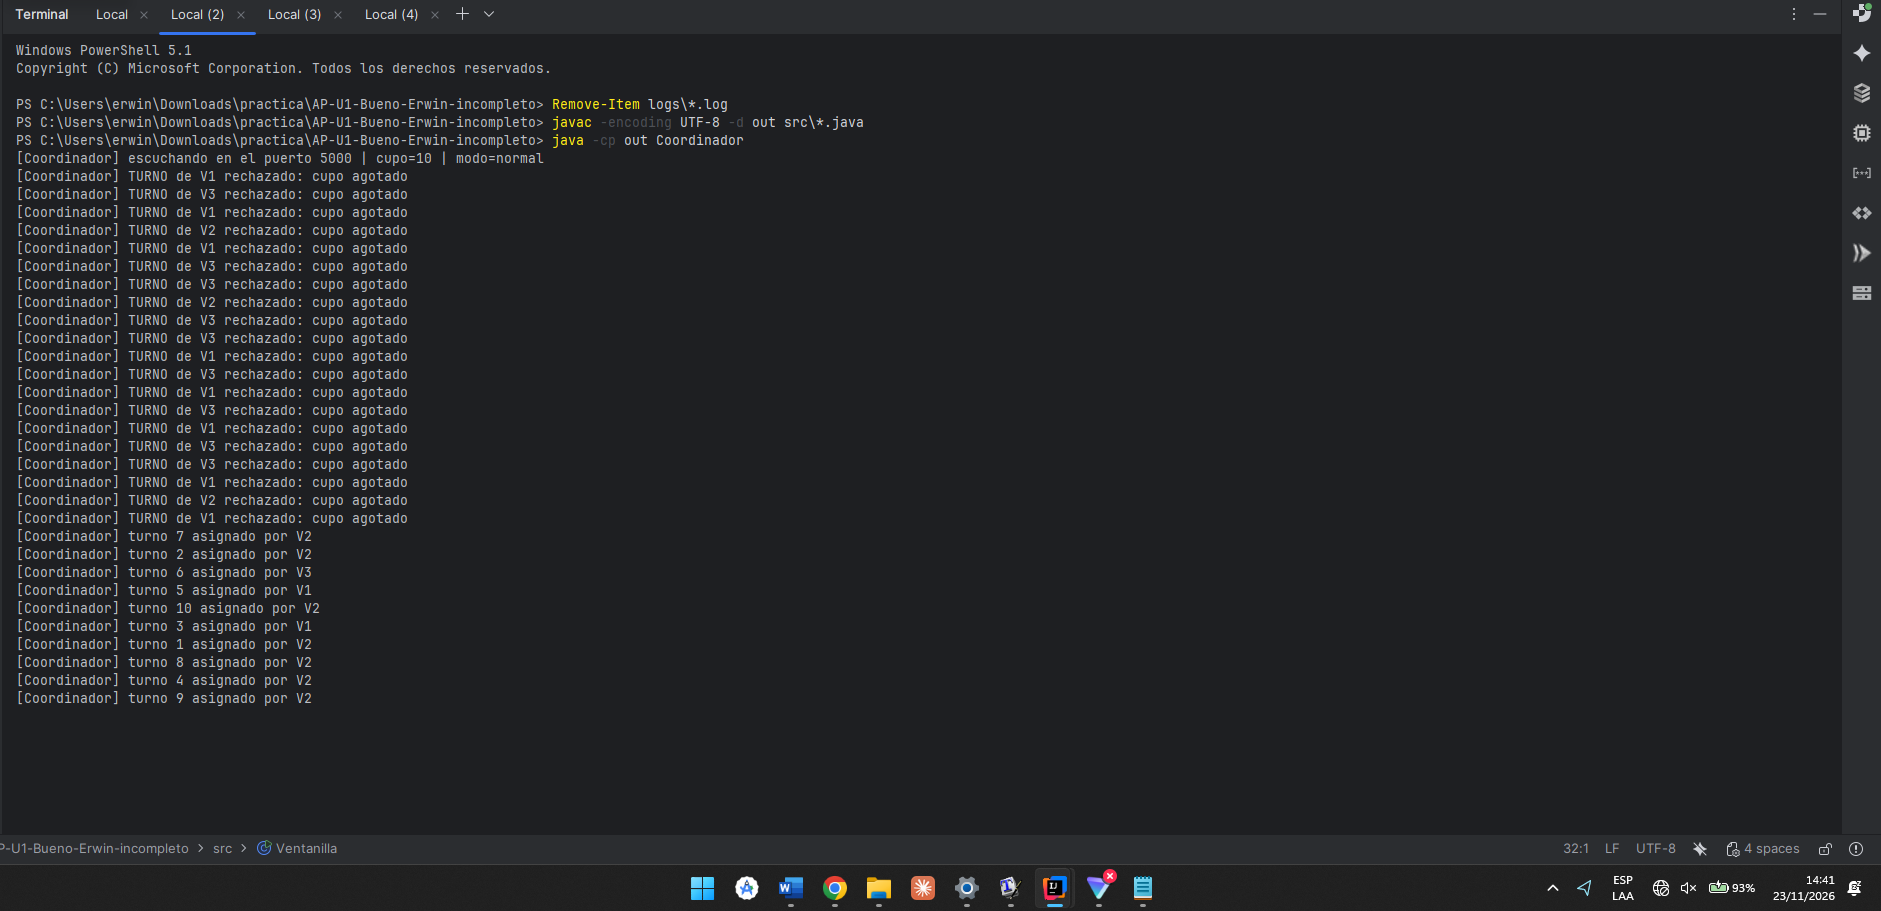 Terminal Local Local (2) Local (3) Local (4)
Windows PowerShell 5.1
Copyright (C) Microsoft Corporation. Todos los derechos reservados.
PS C:\Users\erwin\Downloads\practica\AP-U1-Bueno-Erwin-incompleto> Remove-Item logs\*.log
PS C:\Users\erwin\Downloads\practica\AP-U1-Bueno-Erwin-incompleto> javac -encoding UTF-8 -d out src\*.java
PS C:\Users\erwin\Downloads\practica\AP-U1-Bueno-Erwin-incompleto> java -cp out Coordinador
[Coordinador] escuchando en el puerto 5000 | cupo=10 | modo=normal
[Coordinador] TURNO de V1 rechazado: cupo agotado
[Coordinador] TURNO de V3 rechazado: cupo agotado
[Coordinador] TURNO de V1 rechazado: cupo agotado
[Coordinador] TURNO de V2 rechazado: cupo agotado
[Coordinador] TURNO de V1 rechazado: cupo agotado
[Coordinador] TURNO de V3 rechazado: cupo agotado
[Coordinador] TURNO de V3 rechazado: cupo agotado
[Coordinador] TURNO de V2 rechazado: cupo agotado
[Coordinador] TURNO de V3 rechazado: cupo agotado
[Coordinador] TURNO de V3 rechazado: cupo agotado
[Coordinador] TURNO de V1 rechazado: cupo agotado
[Coordinador] TURNO de V3 rechazado: cupo agotado
[Coordinador] TURNO de V1 rechazado: cupo agotado
[Coordinador] TURNO de V3 rechazado: cupo agotado
[Coordinador] TURNO de V1 rechazado: cupo agotado
[Coordinador] TURNO de V3 rechazado: cupo agotado
[Coordinador] TURNO de V3 rechazado: cupo agotado
[Coordinador] TURNO de V1 rechazado: cupo agotado
[Coordinador] TURNO de V2 rechazado: cupo agotado
[Coordinador] TURNO de V1 rechazado: cupo agotado
[Coordinador] turno 7 asignado por V2
[Coordinador] turno 2 asignado por V2
[Coordinador] turno 6 asignado por V3
[Coordinador] turno 5 asignado por V1
[Coordinador] turno 10 asignado por V2
[Coordinador] turno 3 asignado por V1
[Coordinador] turno 1 asignado por V2
[Coordinador] turno 8 asignado por V2
[Coordinador] turno 4 asignado por V2
[Coordinador] turno 9 asignado por V2
P-U1-Bueno-Erwin-incompleto > src > Ventanilla 32:1 LF UTF-8 4 spaces
ESP
LAA
93%
14:41
23/11/2026